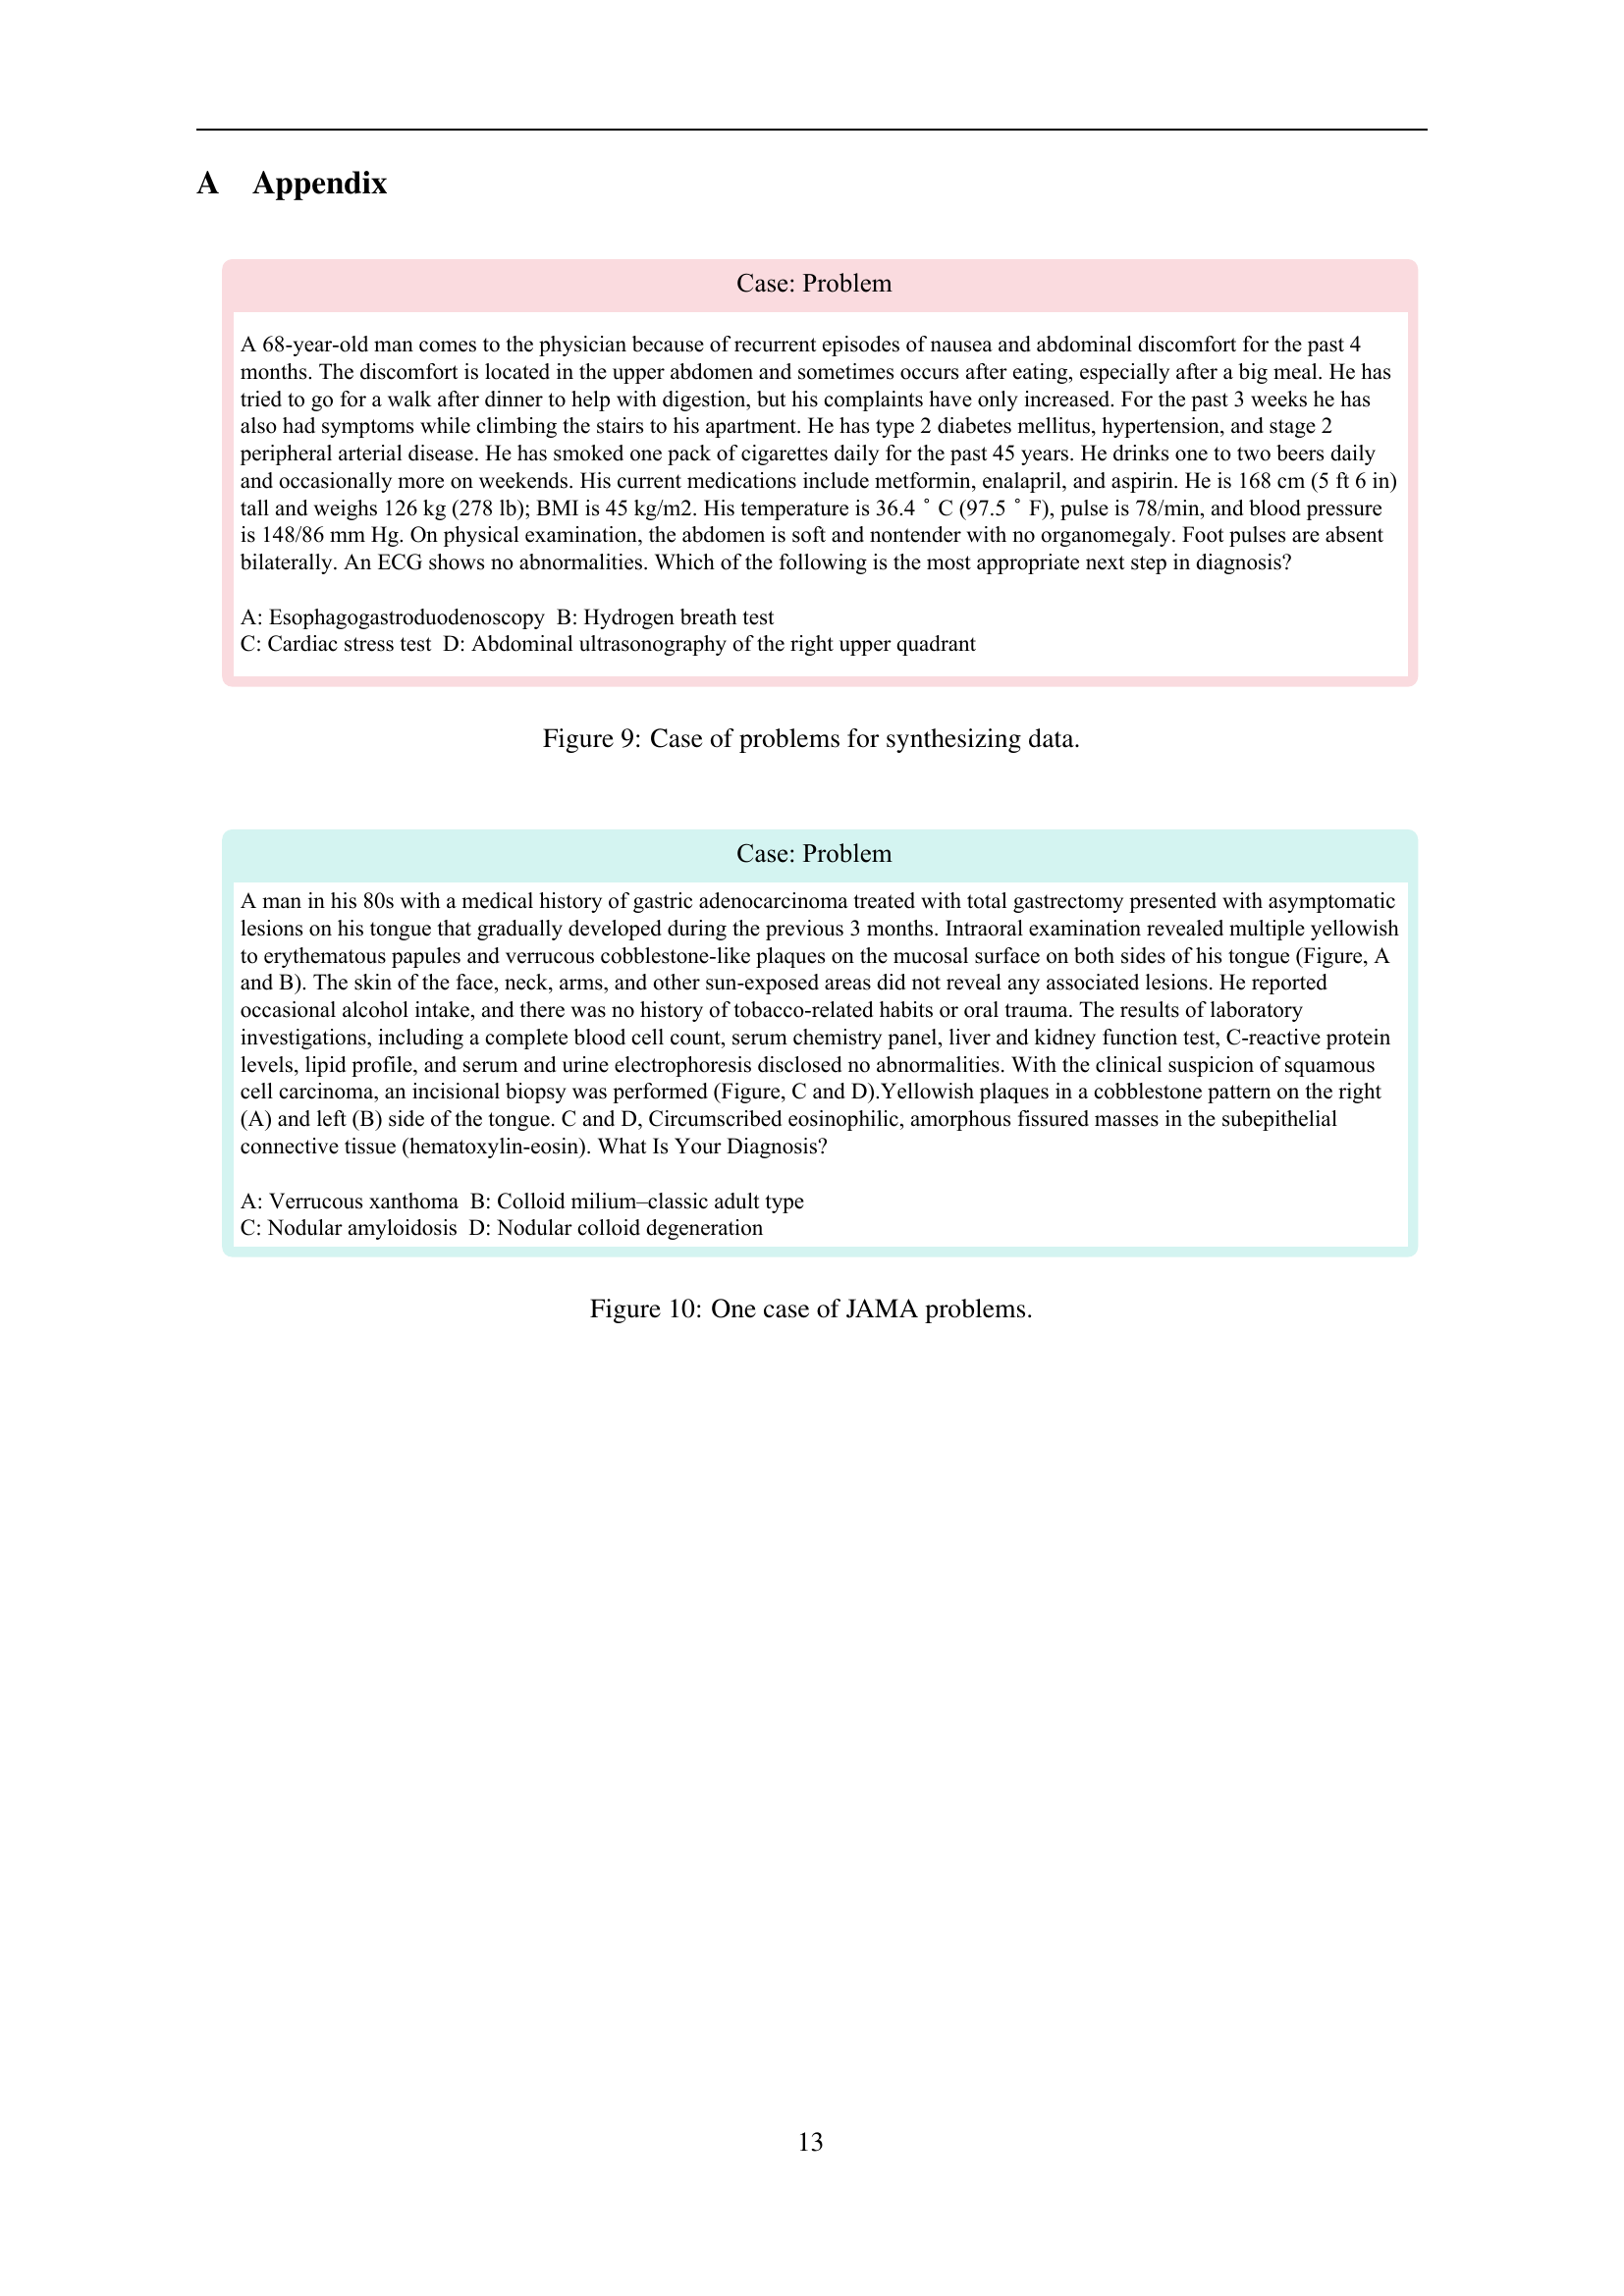 A Appendix
Case: Problem
A 68-year-old man comes to the physician because of recurrent episodes of nausea and abdominal discomfort for the past 4
months. The discomfort is located in the upper abdomen and sometimes occurs after eating, especially after a big meal. He has
tried to go for a walk after dinner to help with digestion, but his complaints have only increased. For the past 3 weeks he has
also had symptoms while climbing the stairs to his apartment. He has type 2 diabetes mellitus, hypertension, and stage 2
peripheral arterial disease. He has smoked one pack of cigarettes daily for the past 45 years. He drinks one to two beers daily
and occasionally more on weekends. His current medications include metformin, enalapril, and aspirin. He is 168 cm (5 ft 6 in)
tall and weighs 126 kg (278 lb); BMI is 45 kg/m2. His temperature is 36.4 ˚ C (97.5 ˚ F), pulse is 78/min, and blood pressure
is 148/86 mm Hg. On physical examination, the abdomen is soft and nontender with no organomegaly. Foot pulses are absent
bilaterally. An ECG shows no abnormalities. Which of the following is the most appropriate next step in diagnosis?
A: Esophagogastroduodenoscopy B: Hydrogen breath test
C: Cardiac stress test D: Abdominal ultrasonography of the right upper quadrant
Figure 9: Case of problems for synthesizing data.
Case: Problem
A man in his 80s with a medical history of gastric adenocarcinoma treated with total gastrectomy presented with asymptomatic
lesions on his tongue that gradually developed during the previous 3 months. Intraoral examination revealed multiple yellowish
to erythematous papules and verrucous cobblestone-like plaques on the mucosal surface on both sides of his tongue (Figure, A
and B). The skin of the face, neck, arms, and other sun-exposed areas did not reveal any associated lesions. He reported
occasional alcohol intake, and there was no history of tobacco-related habits or oral trauma. The results of laboratory
investigations, including a complete blood cell count, serum chemistry panel, liver and kidney function test, C-reactive protein
levels, lipid profile, and serum and urine electrophoresis disclosed no abnormalities. With the clinical suspicion of squamous
cell carcinoma, an incisional biopsy was performed (Figure, C and D).Yellowish plaques in a cobblestone pattern on the right
(A) and left (B) side of the tongue. C and D, Circumscribed eosinophilic, amorphous fissured masses in the subepithelial
connective tissue (hematoxylin-eosin). What Is Your Diagnosis?
A: Verrucous xanthoma B: Colloid milium–classic adult type
C: Nodular amyloidosis D: Nodular colloid degeneration
Figure 10: One case of JAMA problems.
13